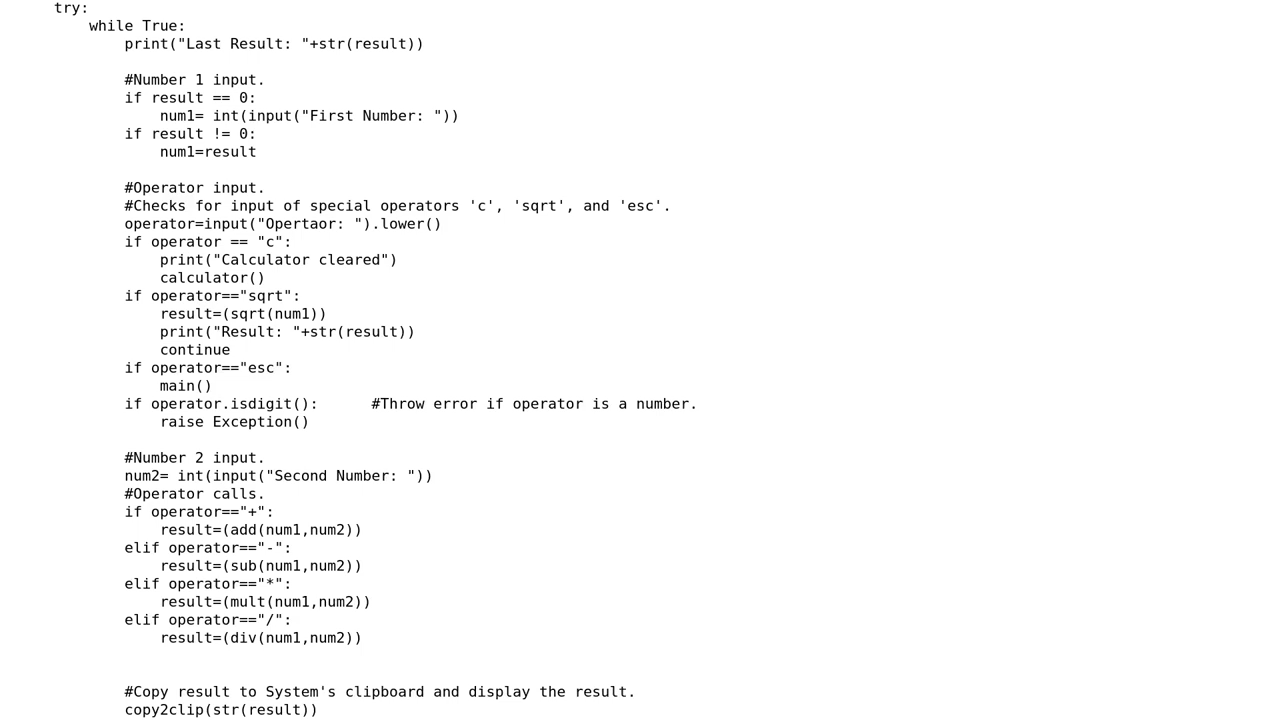 try:
    while True:
        print("Last Result: "+str(result))

        #Number 1 input.
        if result == 0:
            num1= int(input("First Number: "))
        if result != 0:
            num1=result

        #Operator input.
        #Checks for input of special operators 'c', 'sqrt', and 'esc'.
        operator=input("Opertaor: ").lower()
        if operator == "c":
            print("Calculator cleared")
            calculator()
        if operator=="sqrt":
            result=(sqrt(num1))
            print("Result: "+str(result))
            continue
        if operator=="esc":
            main()
        if operator.isdigit():      #Throw error if operator is a number.
            raise Exception()

        #Number 2 input.
        num2= int(input("Second Number: "))
        #Operator calls.
        if operator=="+":
            result=(add(num1,num2))
        elif operator=="-":
            result=(sub(num1,num2))
        elif operator=="*":
            result=(mult(num1,num2))
        elif operator=="/":
            result=(div(num1,num2))


        #Copy result to System's clipboard and display the result.
        copy2clip(str(result))